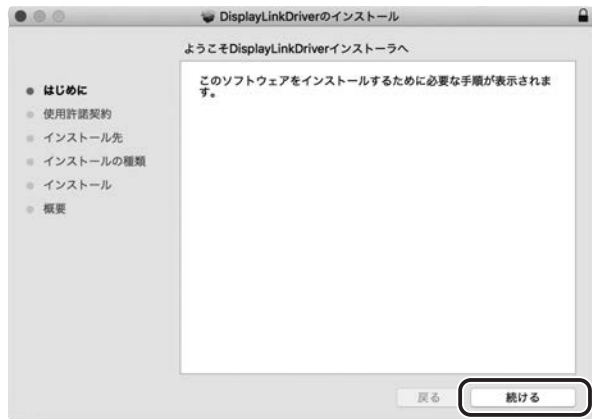 DisplayLinkDriverのインストール
ようこそDisplayLinkDriverインストーラへ
はじめに
使用許諾契約
インストール先
インストールの種類
インストール
概要
このソフトウェアをインストールするために必要な手順が表示されま
す。
戻る
続ける